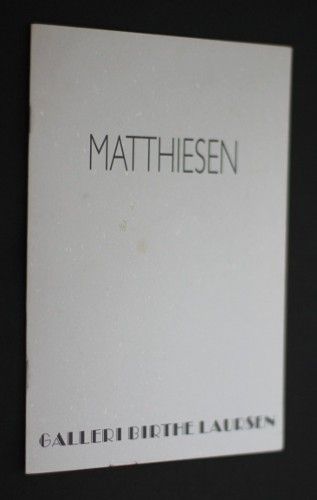 MATTHIESEN
GALLERI BIRTHE LAURSEN